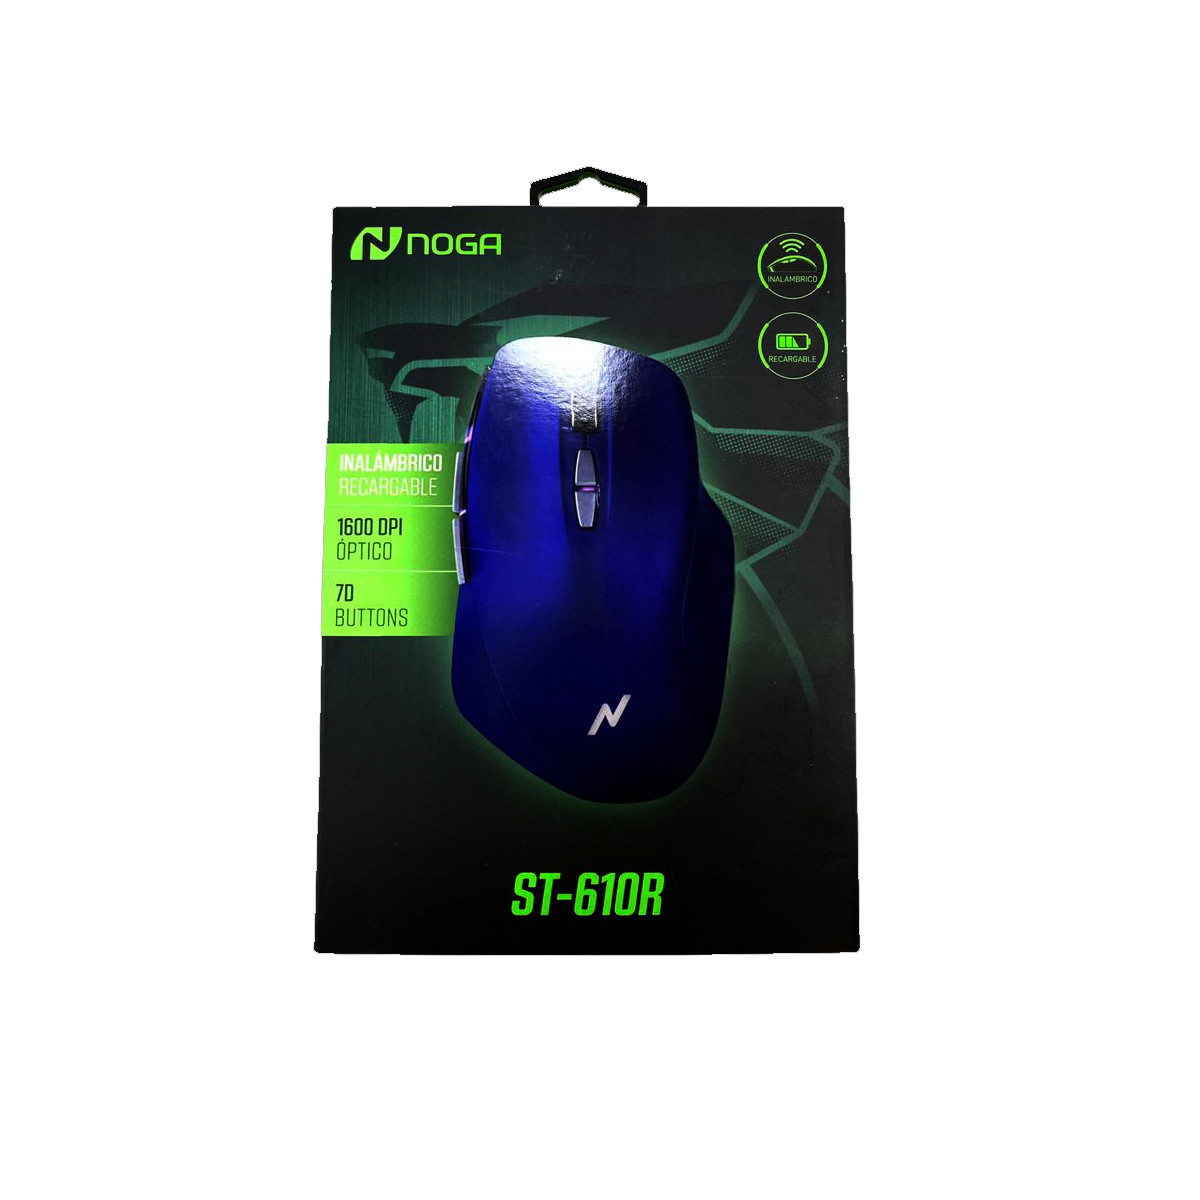 NOGA
INALÁMBRICO
RECARGABLE
INALÁMBRICO
RECARGABLE
1600 DPI
ÓPTICO
7D
BUTTONS
ST-610R